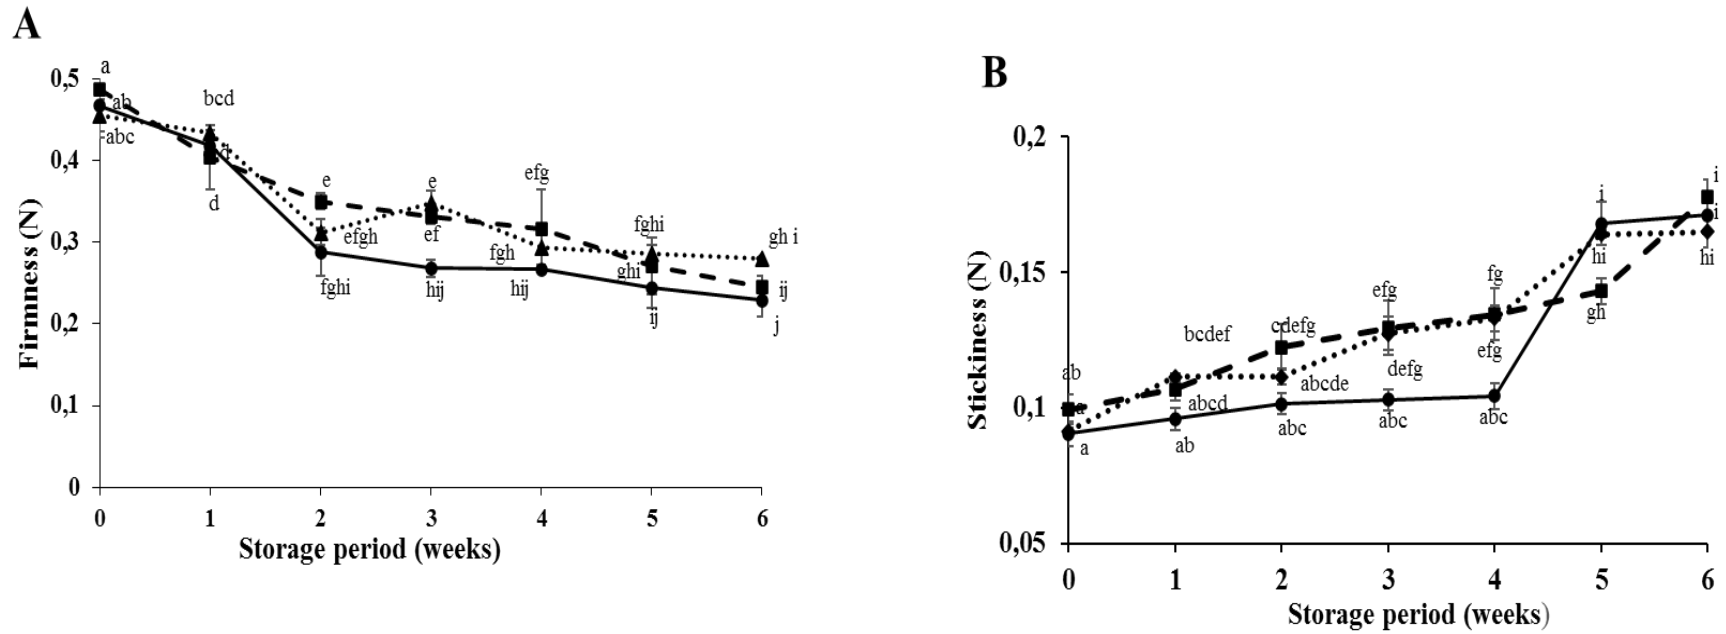 A
Firmness (N)
0,5
0,4
0,3
0,2
0,1
0
a
ab
abc
bcd
d
d
e
efgh
fghi
e
ef
hij
efg
fgh
hij
fghi
ghi
ij
gh i
ij
j
0 1 2 3 4 5 6
Storage period (weeks)
B
Stickiness (N)
0,2
0,15
0,1
0,05
ab
a
a
bcdef
abcd
ab
cdefg
abcde
abc
efg
defg
abc
fg
efg
abc
i
hi
gh
i
i
hi
0 1 2 3 4 5 6
Storage period (weeks)